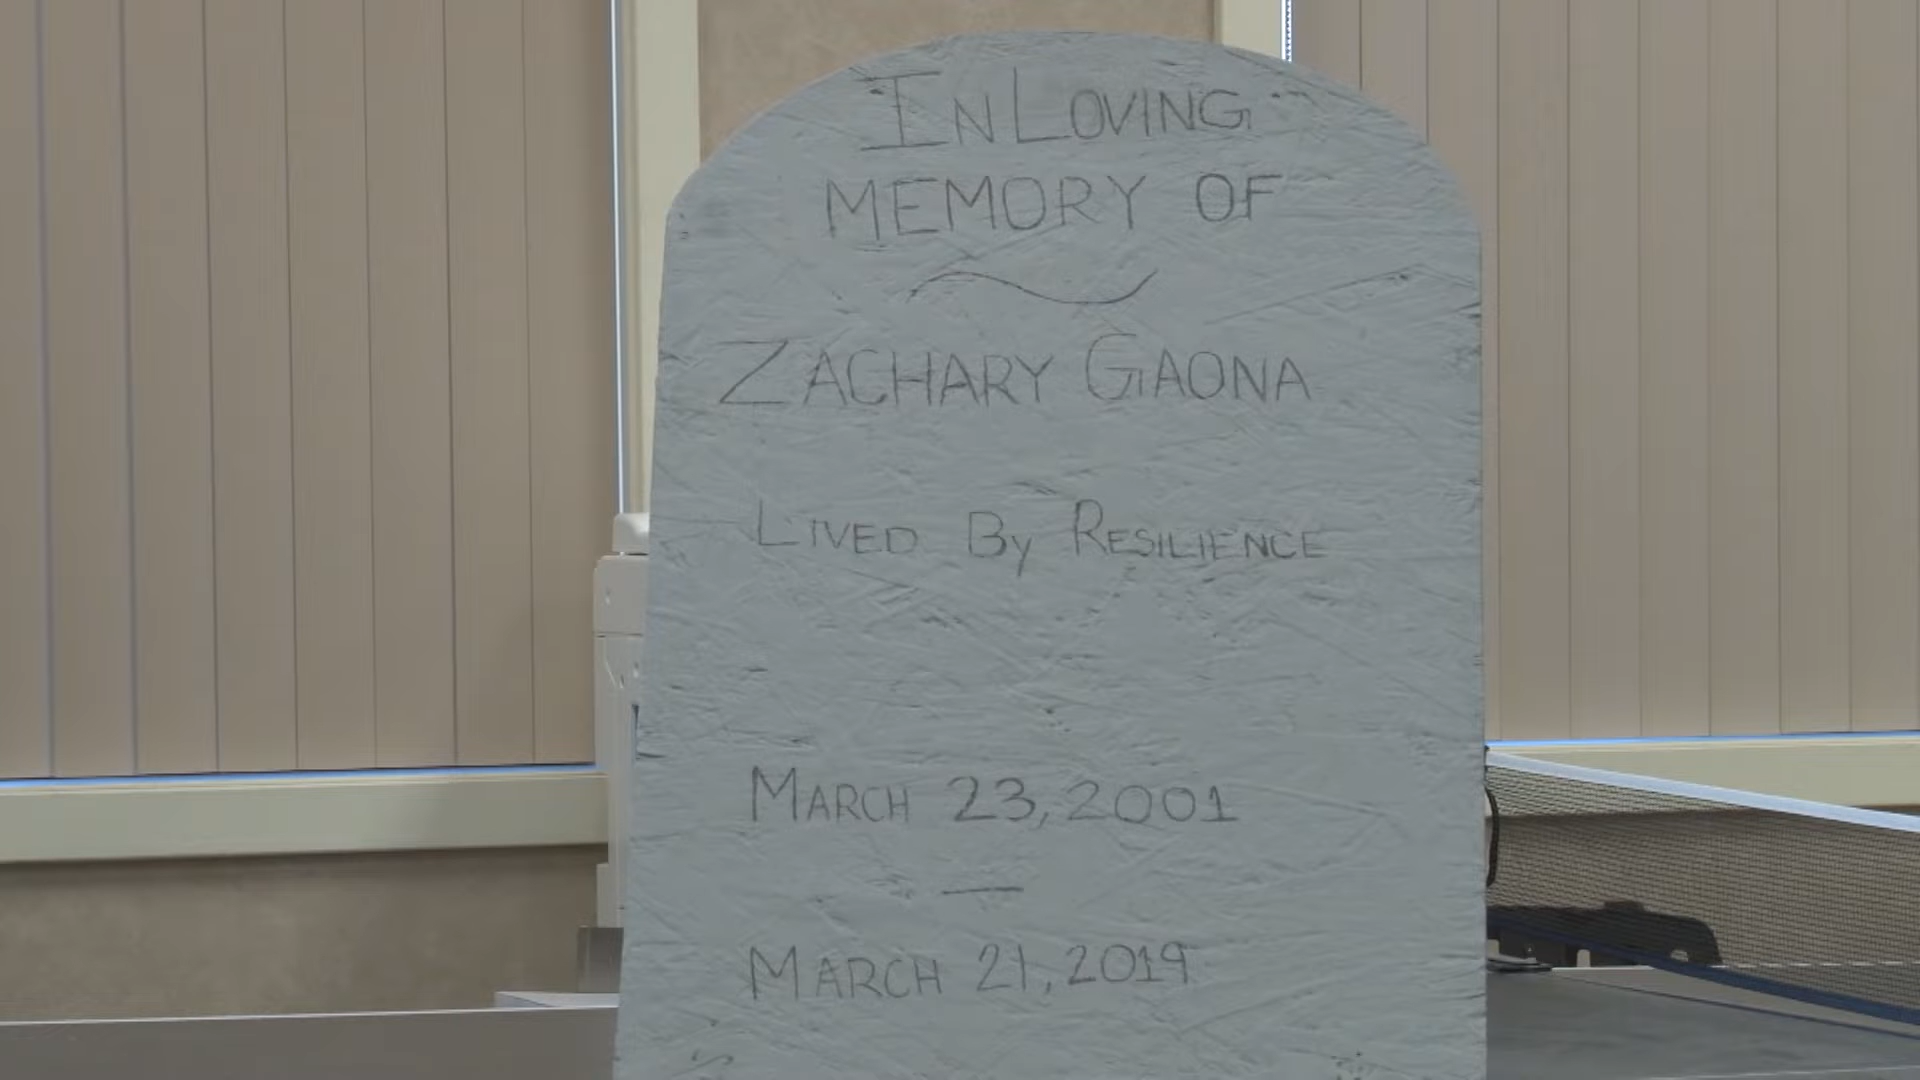 In Loving
Memory of
Zachary Gaona
Lived By Resilience
March 23, 2001
—
March 21, 2019